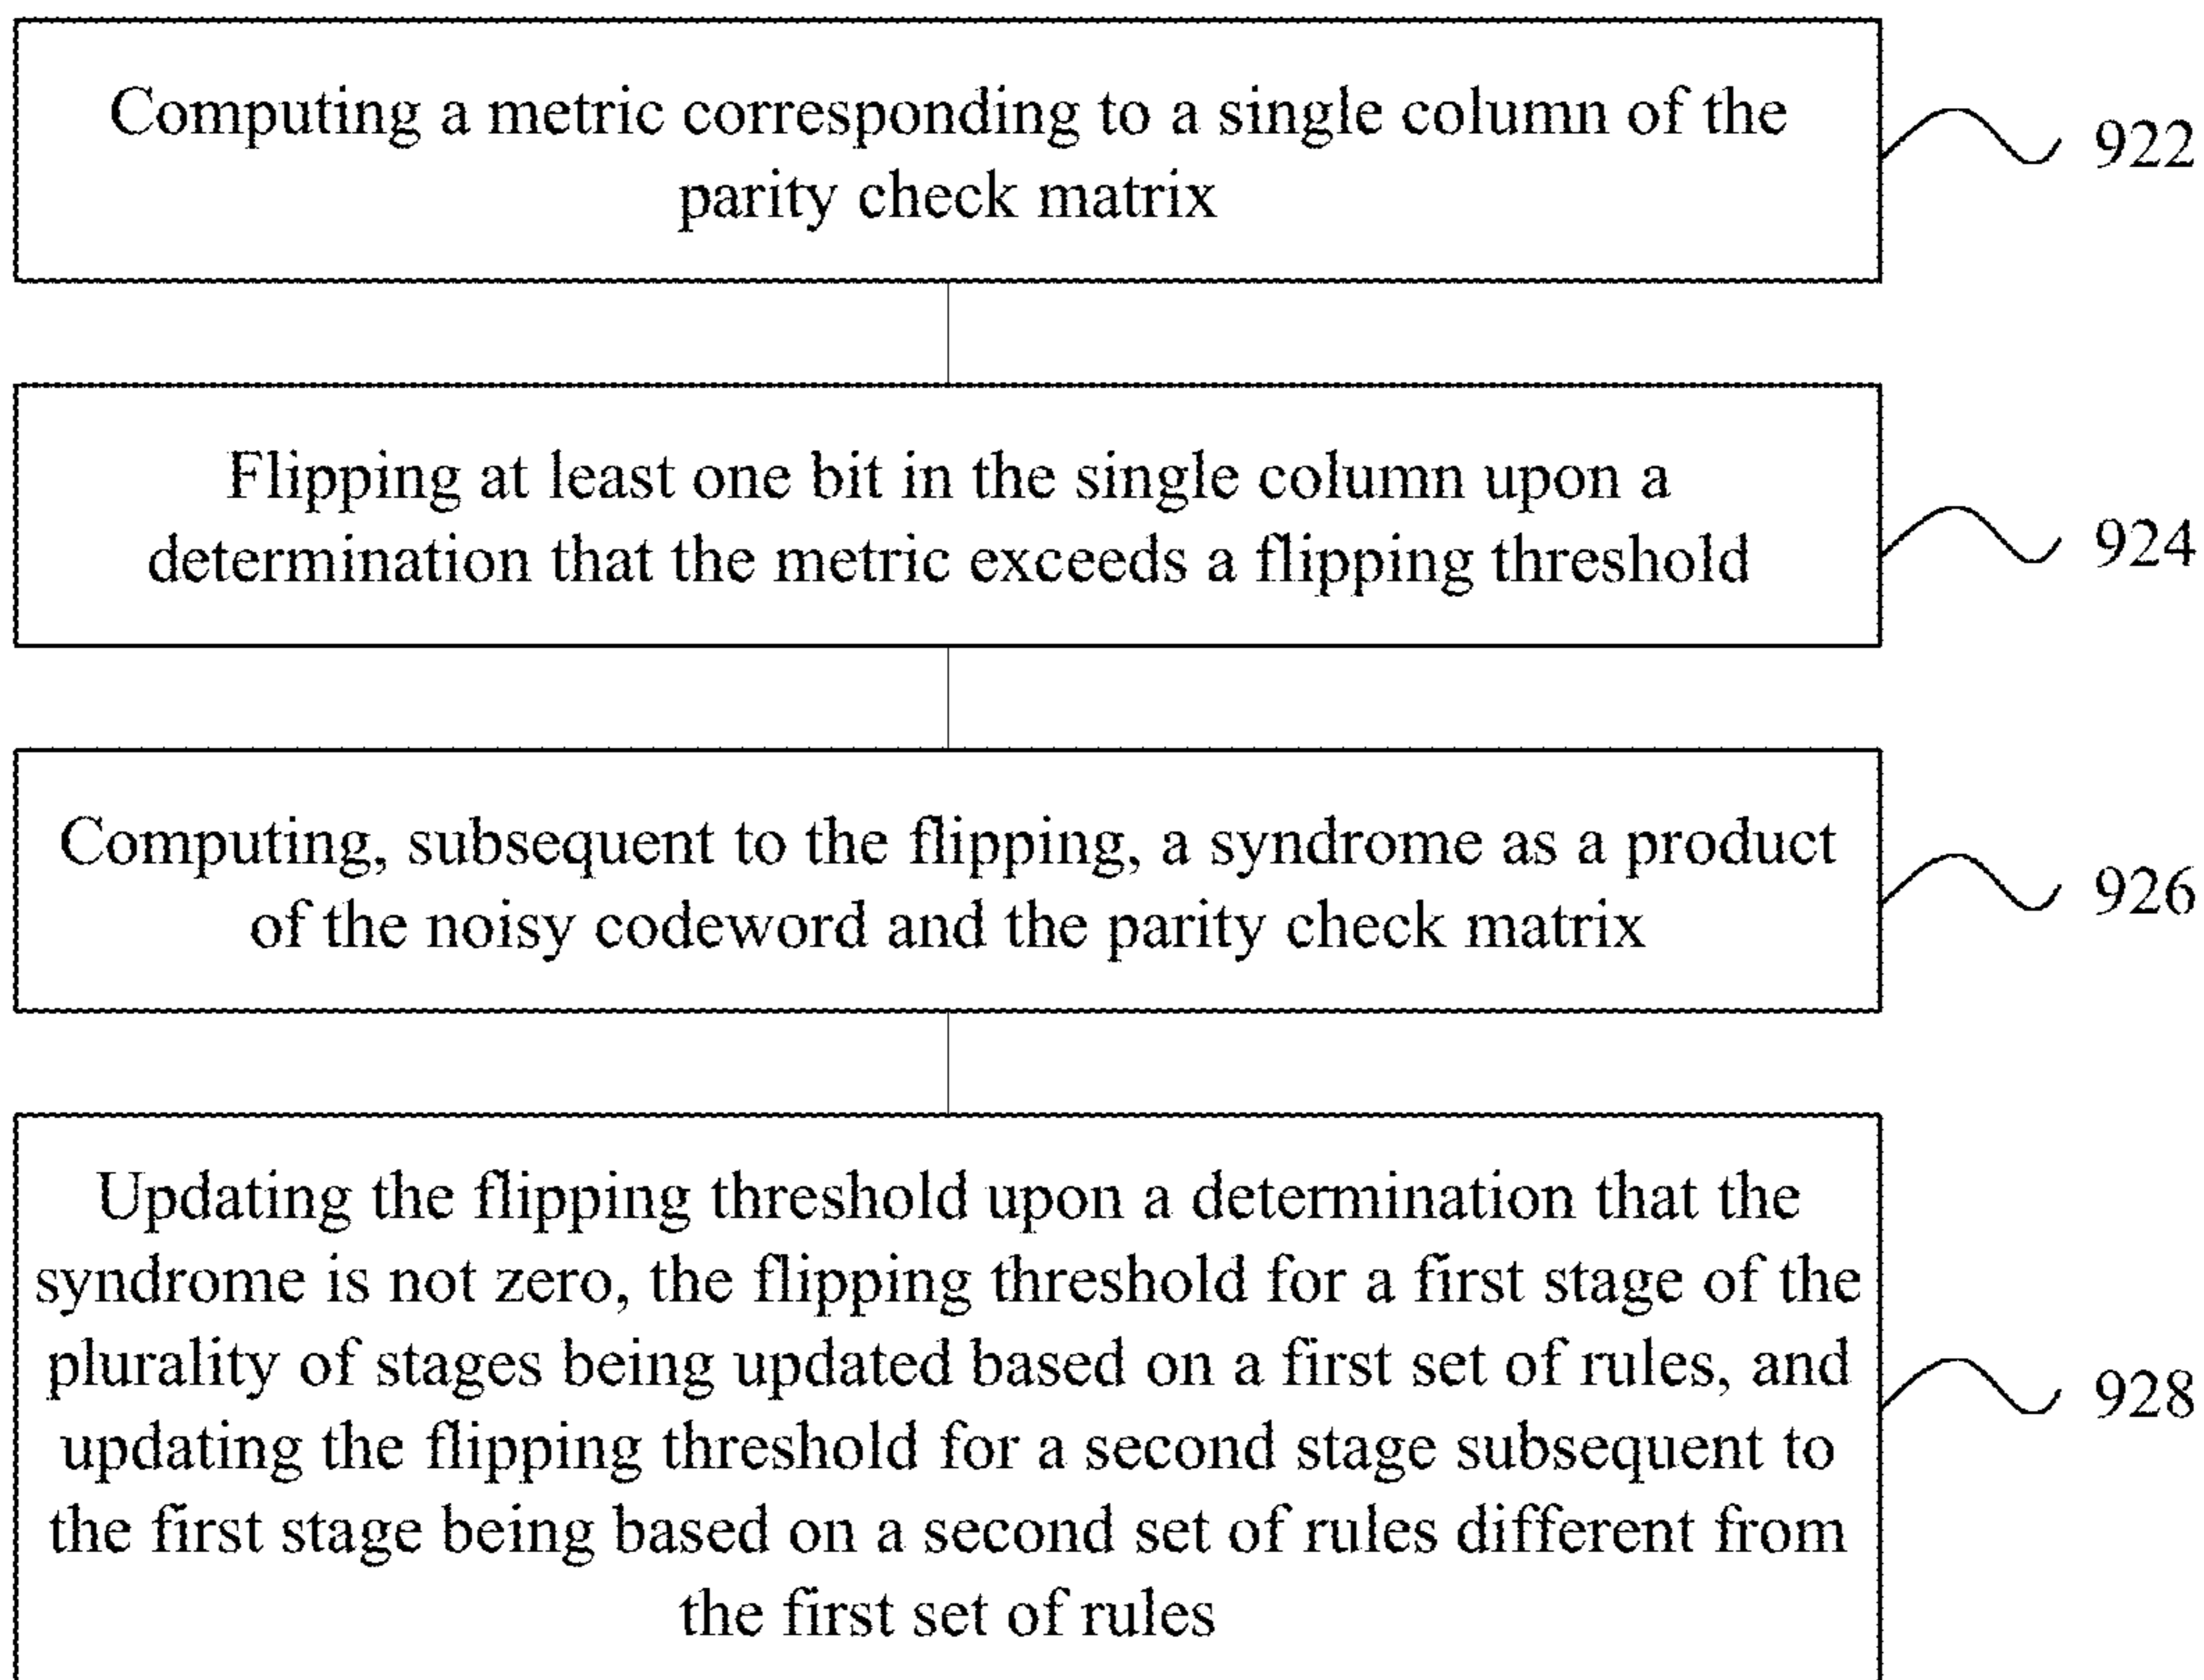 Computing a metric corresponding to a single column of the
parity check matrix
922
Flipping at least one bit in the single column upon a
determination that the metric exceeds a flipping threshold
924
Computing, subsequent to the flipping, a syndrome as a product
of the noisy codeword and the parity check matrix
926
Updating the flipping threshold upon a determination that the
syndrome is not zero, the flipping threshold for a first stage of the
plurality of stages being updated based on a first set of rules, and
updating the flipping threshold for a second stage subsequent to
the first stage being based on a second set of rules different from
the first set of rules
928